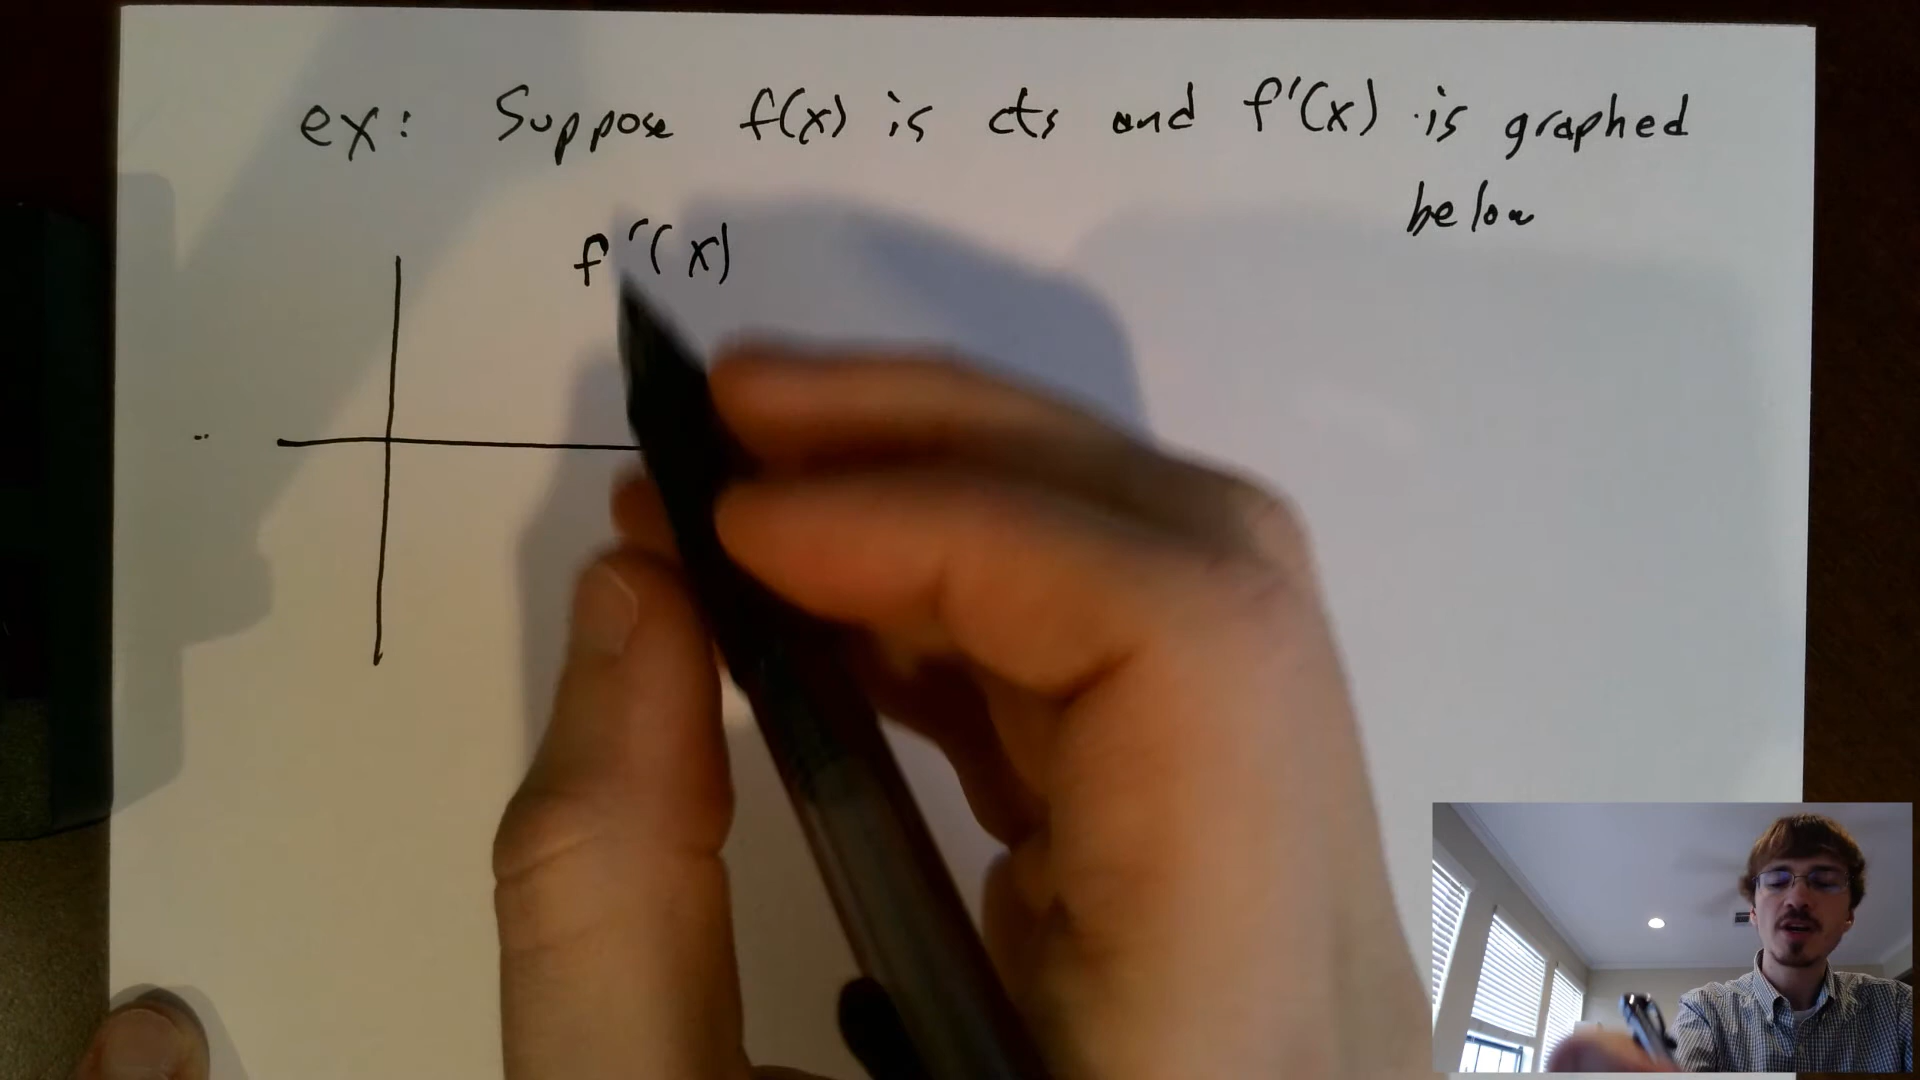 ex: Suppose f(x) is cts and f'(x) is graphed
below
f'(x)